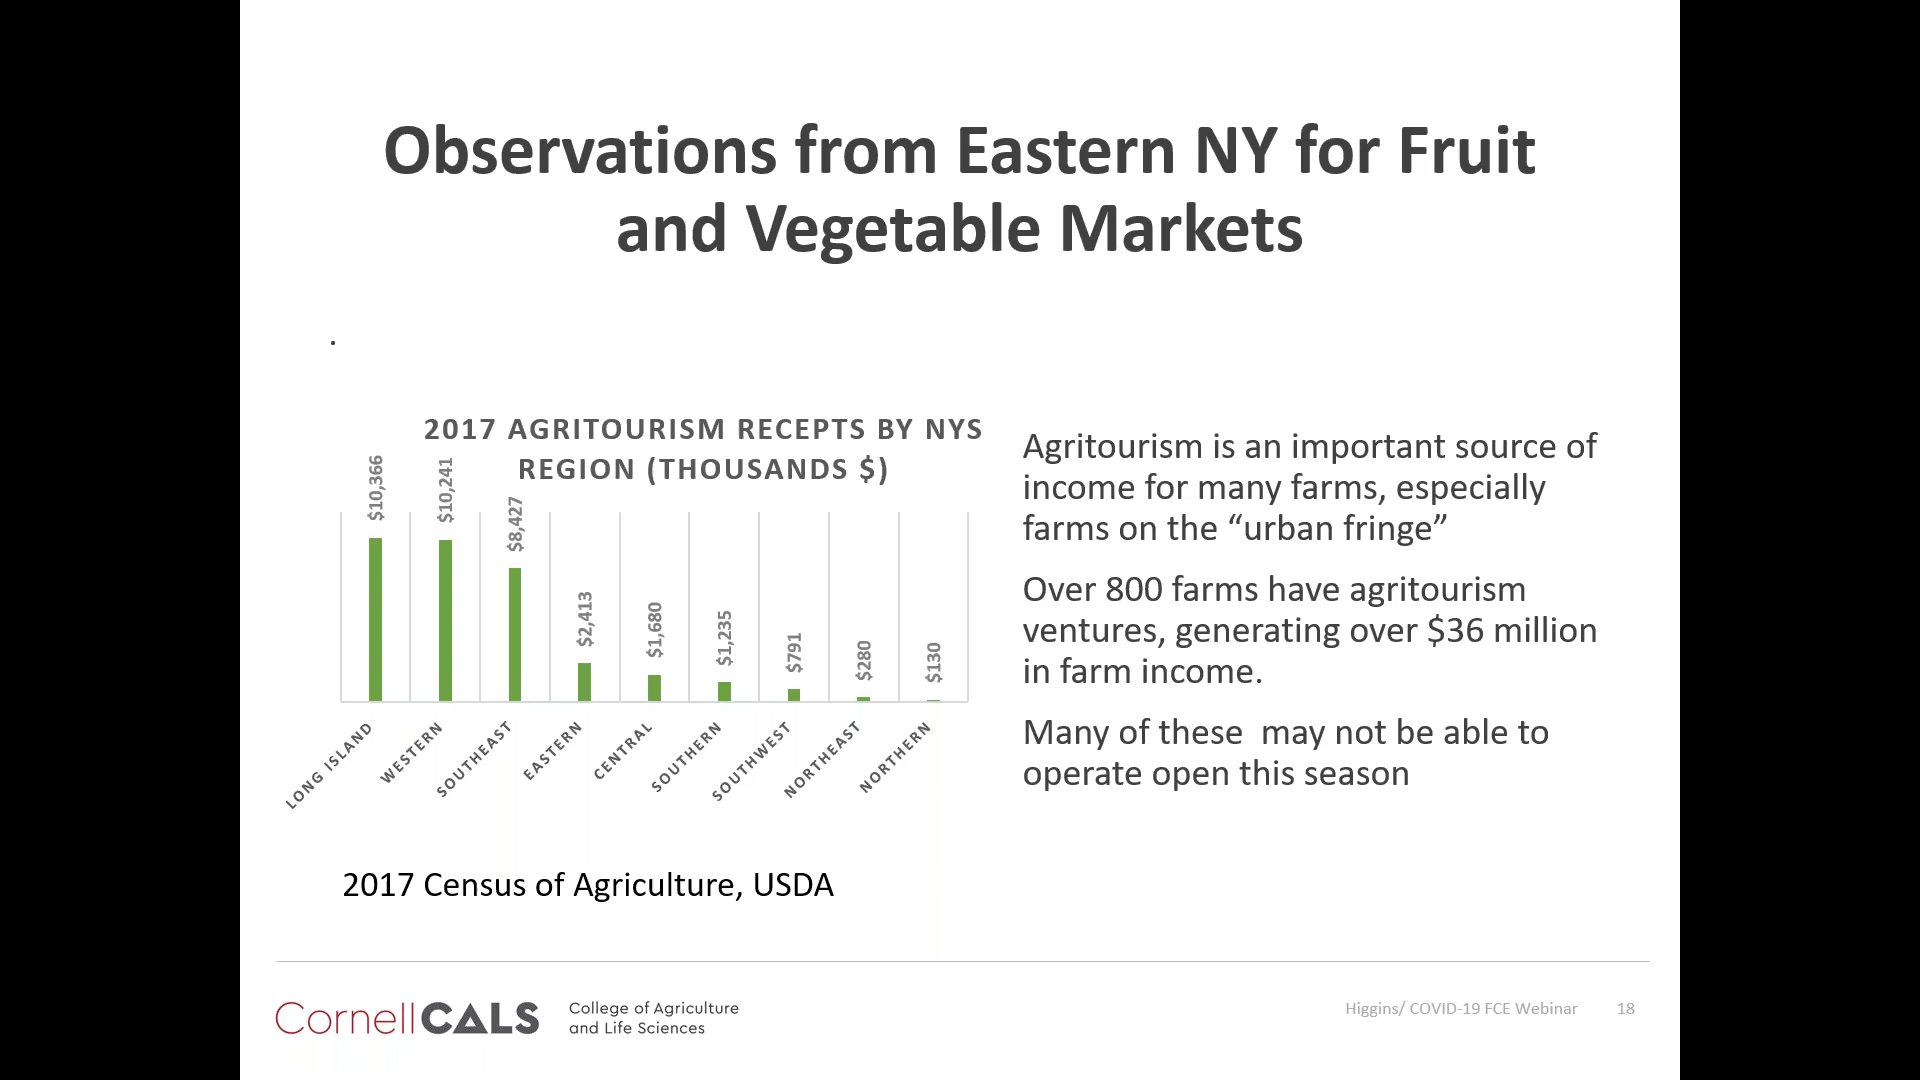 Observations from Eastern NY for Fruit
and Vegetable Markets
.
2017 AGRITOURISM RECEPTS BY NYS
REGION (THOUSANDS $)
$10,366
$10,241
$8,427
$2,413
$1,680
$1,235
$791
$280
$130
LONG ISLAND
WESTERN
SOUTHEAST
EASTERN
CENTRAL
SOUTHERN
SOUTHWEST
NORTHEAST
NORTHERN
2017 Census of Agriculture, USDA
Agritourism is an important source of
income for many farms, especially
farms on the “urban fringe”
Over 800 farms have agritourism
ventures, generating over $36 million
in farm income.
Many of these  may not be able to
operate open this season
CornellCALS
College of Agriculture
and Life Sciences
Higgins/ COVID-19 FCE Webinar
18